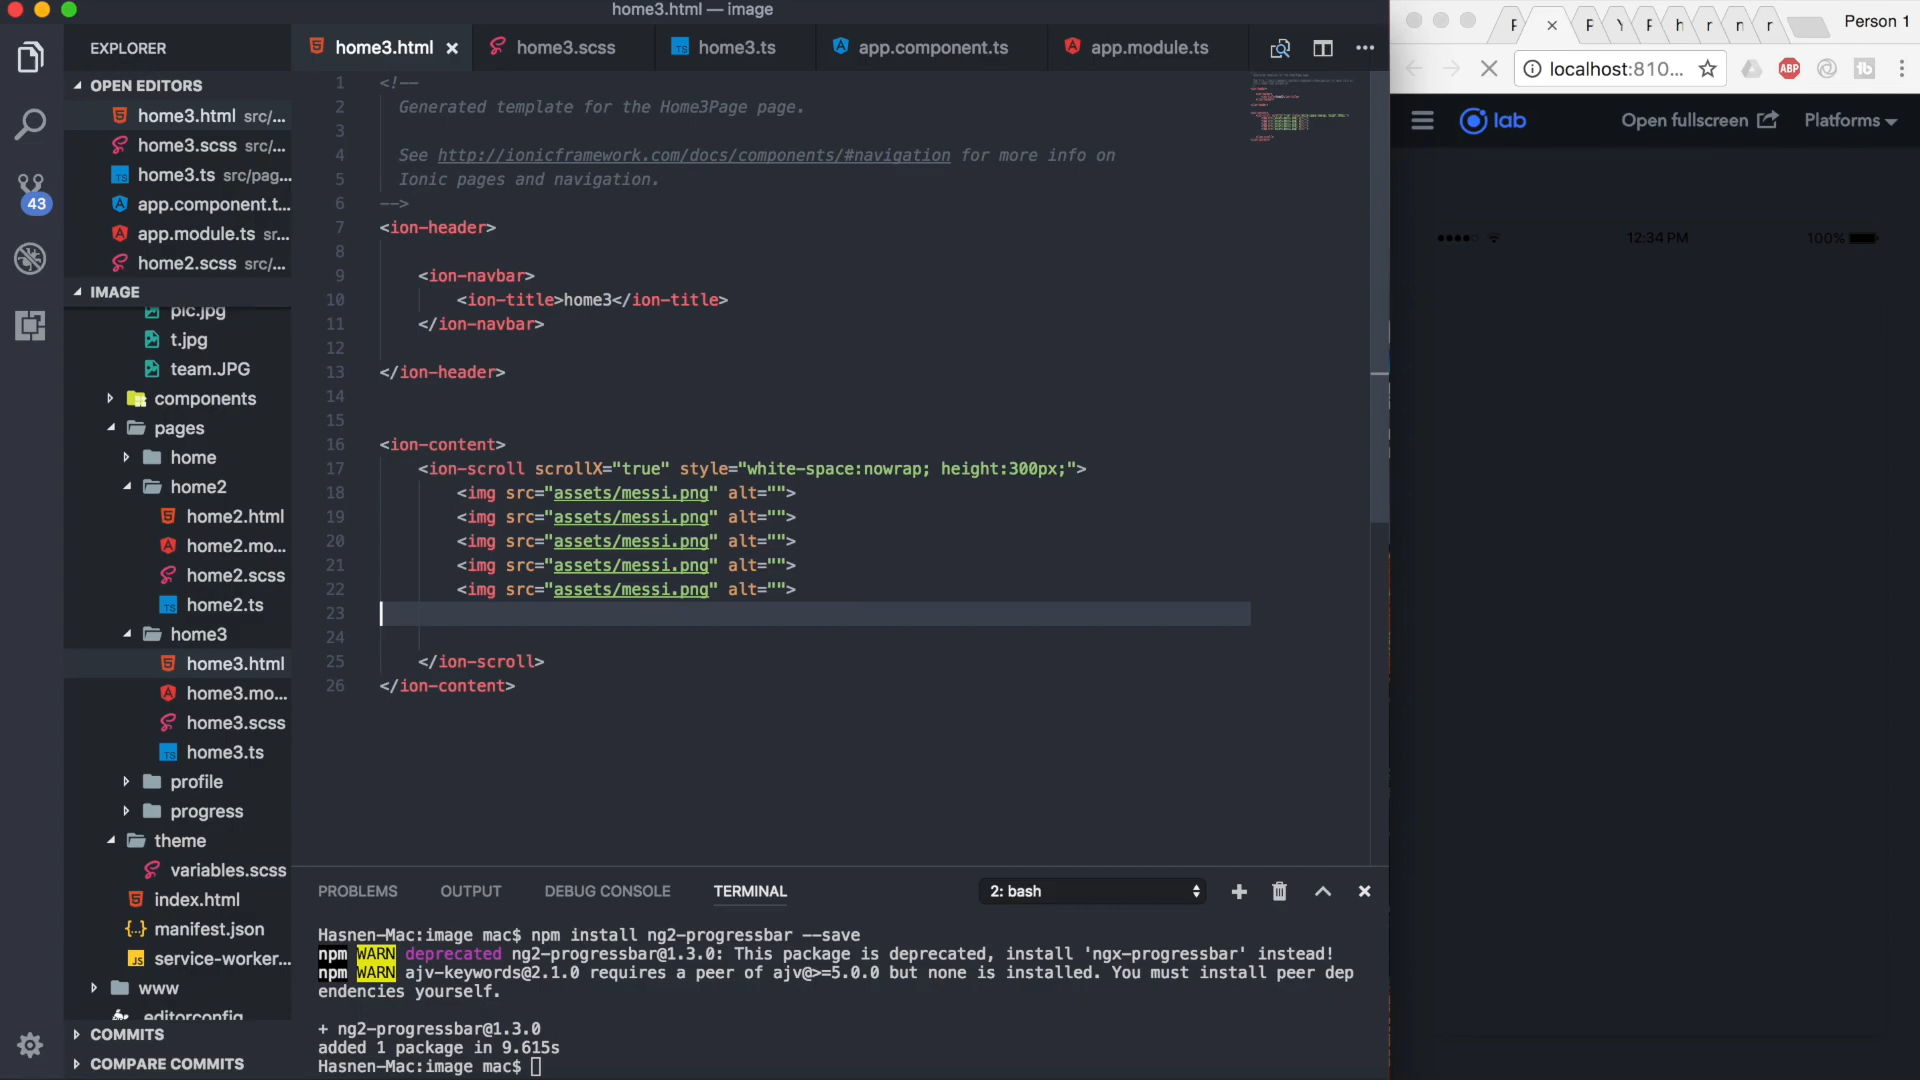 home3.html — image
EXPLORER
OPEN EDITORS
home3.html src/...
home3.scss src/...
home3.ts src/pag...
app.component.t...
app.module.ts sr...
home2.scss src/...
43
IMAGE
pic.jpg
t.jpg
team.JPG
components
pages
home
home2
home2.html
home2.mo...
home2.scss
home2.ts
home3
home3.html
home3.mo...
home3.scss
home3.ts
profile
progress
theme
variables.scss
index.html
manifest.json
service-worker...
www
.editorconfig
COMMITS
COMPARE COMMITS
home3.html home3.scss home3.ts app.component.ts app.module.ts
1 <!--
2 Generated template for the Home3Page page.
3
4 See http://ionicframework.com/docs/components/#navigation for more info on
5 Ionic pages and navigation.
6 -->
7 <ion-header>
8
9 <ion-navbar>
10 <ion-title>home3</ion-title>
11 </ion-navbar>
12
13 </ion-header>
14
15
16 <ion-content>
17 <ion-scroll scrollX="true" style="white-space:nowrap; height:300px;">
18 <img src="assets/messi.png" alt="">
19 <img src="assets/messi.png" alt="">
20 <img src="assets/messi.png" alt="">
21 <img src="assets/messi.png" alt="">
22 <img src="assets/messi.png" alt="">
23
24
25 </ion-scroll>
26 </ion-content>
PROBLEMS OUTPUT DEBUG CONSOLE TERMINAL 2: bash
Hasnen-Mac:image mac$ npm install ng2-progressbar --save
npm WARN deprecated ng2-progressbar@1.3.0: This package is deprecated, install 'ngx-progressbar' instead!
npm WARN ajv-keywords@2.1.0 requires a peer of ajv@>=5.0.0 but none is installed. You must install peer dep
endencies yourself.
+ ng2-progressbar@1.3.0
added 1 package in 9.615s
Hasnen-Mac:image mac$
Person 1
localhost:810...
ABP
lab Open fullscreen Platforms
12:34 PM 100%